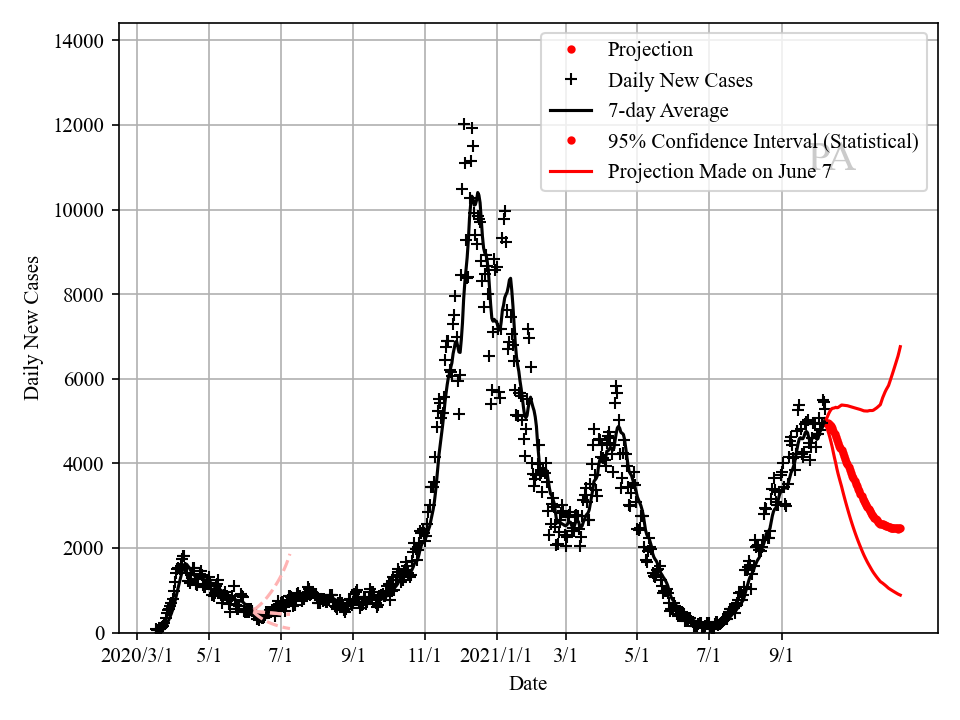 14000
12000
10000
8000
6000
4000
2000
0
Daily New Cases
Projection
Daily New Cases
7-day Average
95% Confidence Interval (Statistical)
Projection Made on June 7
PA
2020/3/1 5/1 7/1 9/1 11/1 2021/1/1 3/1 5/1 7/1 9/1
Date